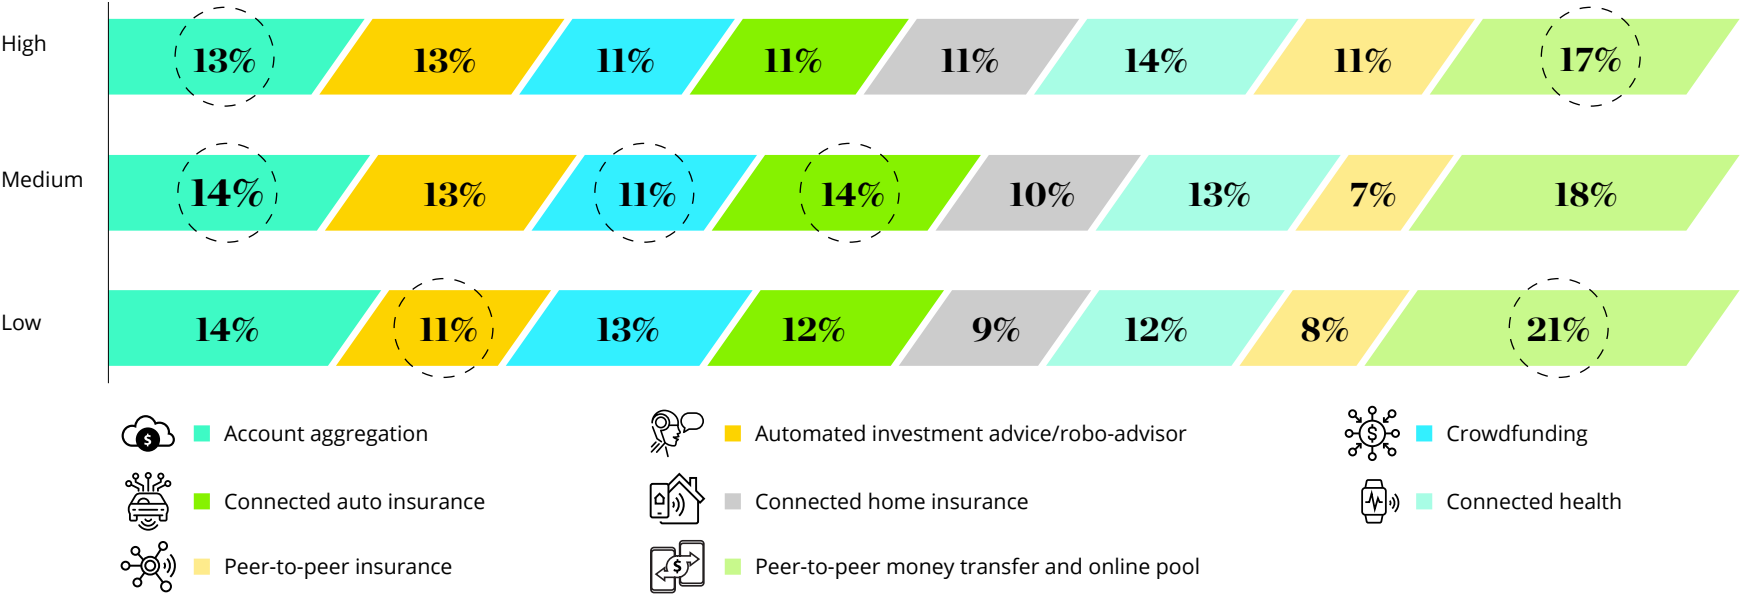 High
13% 13% 11% 11% 11% 14% 11% 17%
Medium
14% 13% 11% 14% 10% 13% 7% 18%
Low
14% 11% 13% 12% 9% 12% 8% 21%
$ Account aggregation
Automated investment advice/robo-advisor
$ Crowdfunding
Connected auto insurance
Connected home insurance
Connected health
Peer-to-peer insurance
$ Peer-to-peer money transfer and online pool